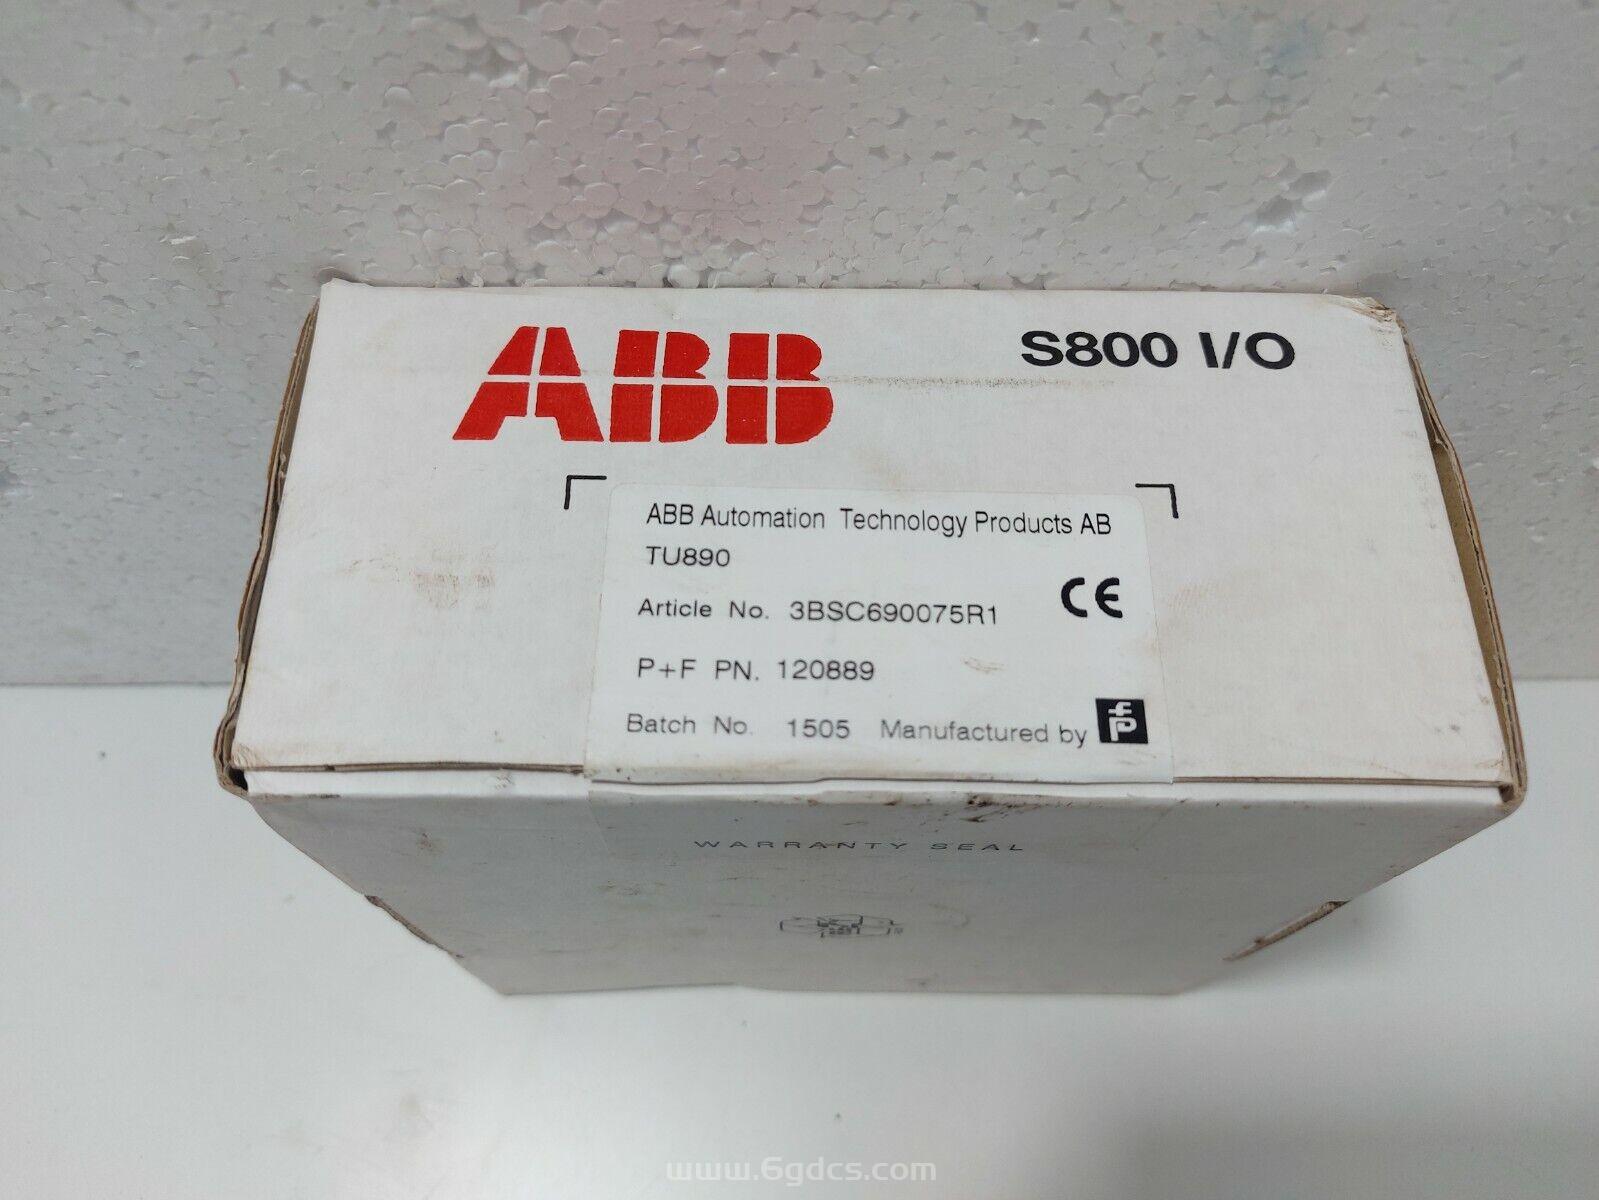 ABB
S800 I/O
ABB Automation Technology Products AB
TU890
Article No. 3BSC690075R1
CE
P+F PN. 120889
Batch No. 1505 Manufactured by
WARRANTY SEAL
www.6gdcs.com